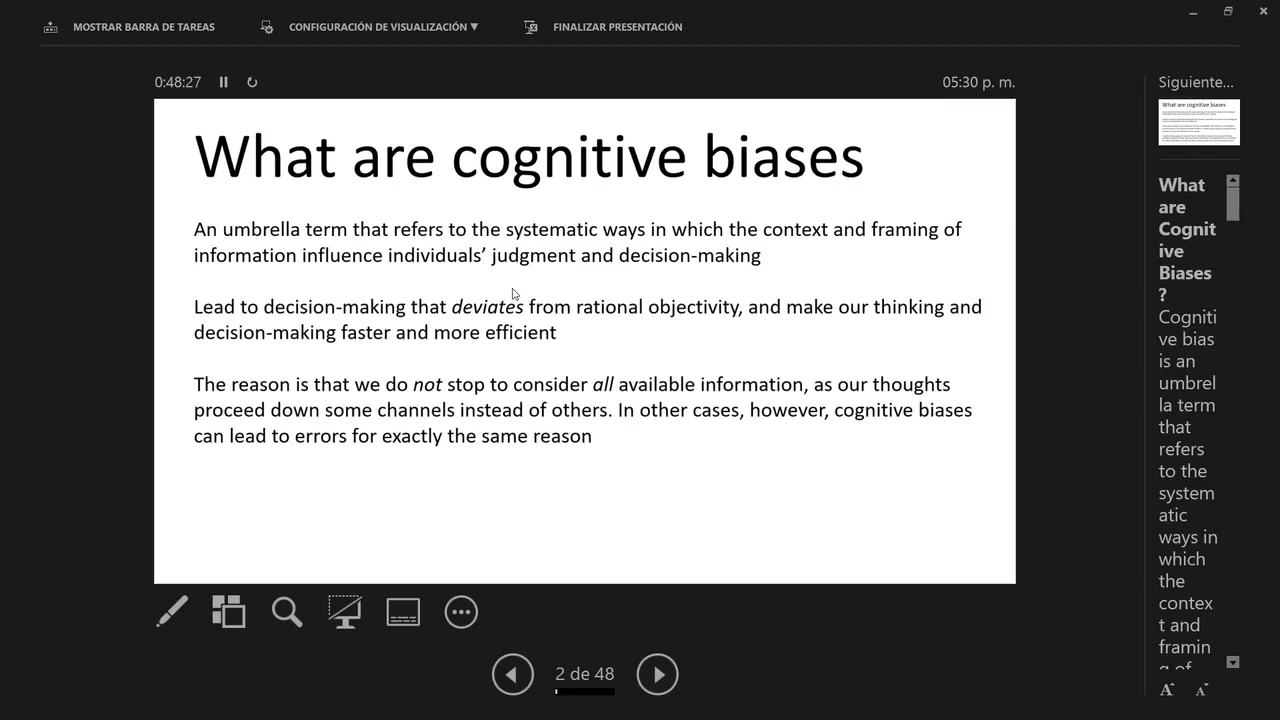 MOSTRAR BARRA DE TAREAS
CONFIGURACIÓN DE VISUALIZACIÓN ▼
FINALIZAR PRESENTACIÓN
0:48:27
05:30 p. m.
What are cognitive biases
An umbrella term that refers to the systematic ways in which the context and framing of
information influence individuals’ judgment and decision-making
Lead to decision-making that deviates from rational objectivity, and make our thinking and
decision-making faster and more efficient
The reason is that we do not stop to consider all available information, as our thoughts
proceed down some channels instead of others. In other cases, however, cognitive biases
can lead to errors for exactly the same reason
2 de 48
Siguiente...
What are cognitive biases
What
are
Cognit
ive
Biases
?
Cogniti
ve bias
is an
umbrel
la term
that
refers
to the
system
atic
ways in
which
the
contex
t and
framin
g of
A A